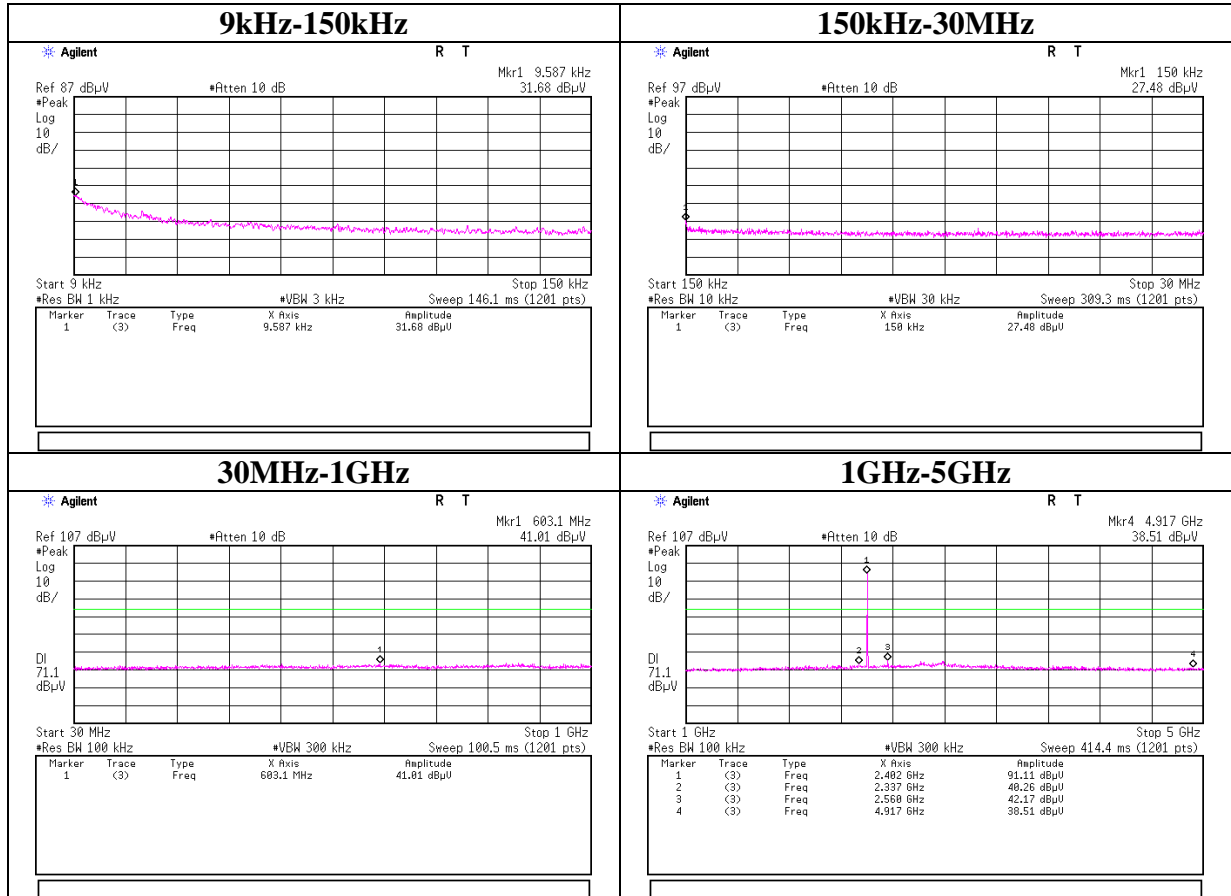 9kHz-150kHz
Agilent R T
Mkr1 9.587 kHz
Ref 87 dBµV #Atten 10 dB 31.68 dBµV
#Peak
Log
10
dB/
1
Start 9 kHz Stop 150 kHz
#Res BW 1 kHz #VBW 3 kHz Sweep 146.1 ms (1201 pts)
Marker Trace Type X Axis Amplitude
1 (3) Freq 9.587 kHz 31.68 dBµV
150kHz-30MHz
Agilent R T
Mkr1 150 kHz
Ref 97 dBµV #Atten 10 dB 27.48 dBµV
#Peak
Log
10
dB/
1
Start 150 kHz Stop 30 MHz
#Res BW 10 kHz #VBW 30 kHz Sweep 309.3 ms (1201 pts)
Marker Trace Type X Axis Amplitude
1 (3) Freq 150 kHz 27.48 dBµV
30MHz-1GHz
Agilent R T
Mkr1 603.1 MHz
Ref 107 dBµV #Atten 10 dB 41.01 dBµV
#Peak
Log
10
dB/
1
DI
71.1
dBµV
Start 30 MHz Stop 1 GHz
#Res BW 100 kHz #VBW 300 kHz Sweep 100.5 ms (1201 pts)
Marker Trace Type X Axis Amplitude
1 (3) Freq 603.1 MHz 41.01 dBµV
1GHz-5GHz
Agilent R T
Mkr4 4.917 GHz
Ref 107 dBµV #Atten 10 dB 38.51 dBµV
#Peak
Log
10
dB/
1
2 3 4
DI
71.1
dBµV
Start 1 GHz Stop 5 GHz
#Res BW 100 kHz #VBW 300 kHz Sweep 414.4 ms (1201 pts)
Marker Trace Type X Axis Amplitude
1 (3) Freq 2.402 GHz 91.11 dBµV
2 (3) Freq 2.337 GHz 40.26 dBµV
3 (3) Freq 2.560 GHz 42.17 dBµV
4 (3) Freq 4.917 GHz 38.51 dBµV